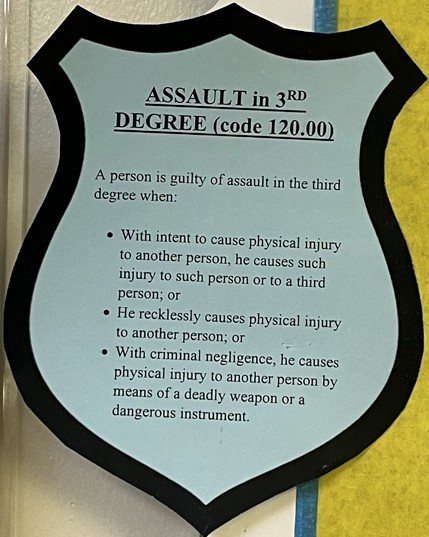 ASSAULT in 3RD
DEGREE (code 120.00)
A person is guilty of assault in the third
degree when:
• With intent to cause physical injury
to another person, he causes such
injury to such person or to a third
person; or
• He recklessly causes physical injury
to another person; or
• With criminal negligence, he causes
physical injury to another person by
means of a deadly weapon or a
dangerous instrument.